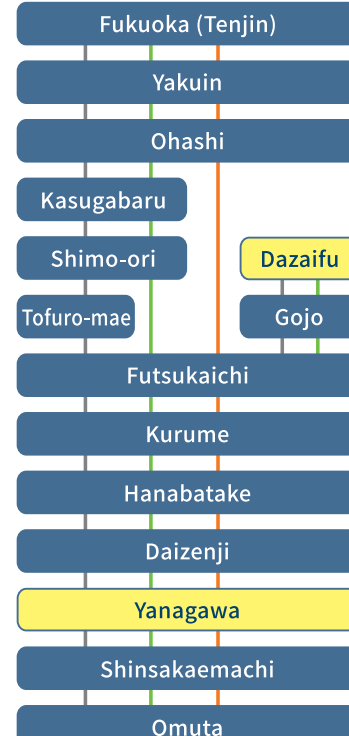 Fukuoka (Tenjin)
Yakuin
Ohashi
Kasugabaru
Shimo-ori
Dazaifu
Tofuro-mae
Gojo
Futsukaichi
Kurume
Hanabatake
Daizenji
Yanagawa
Shinsakaemachi
Omuta